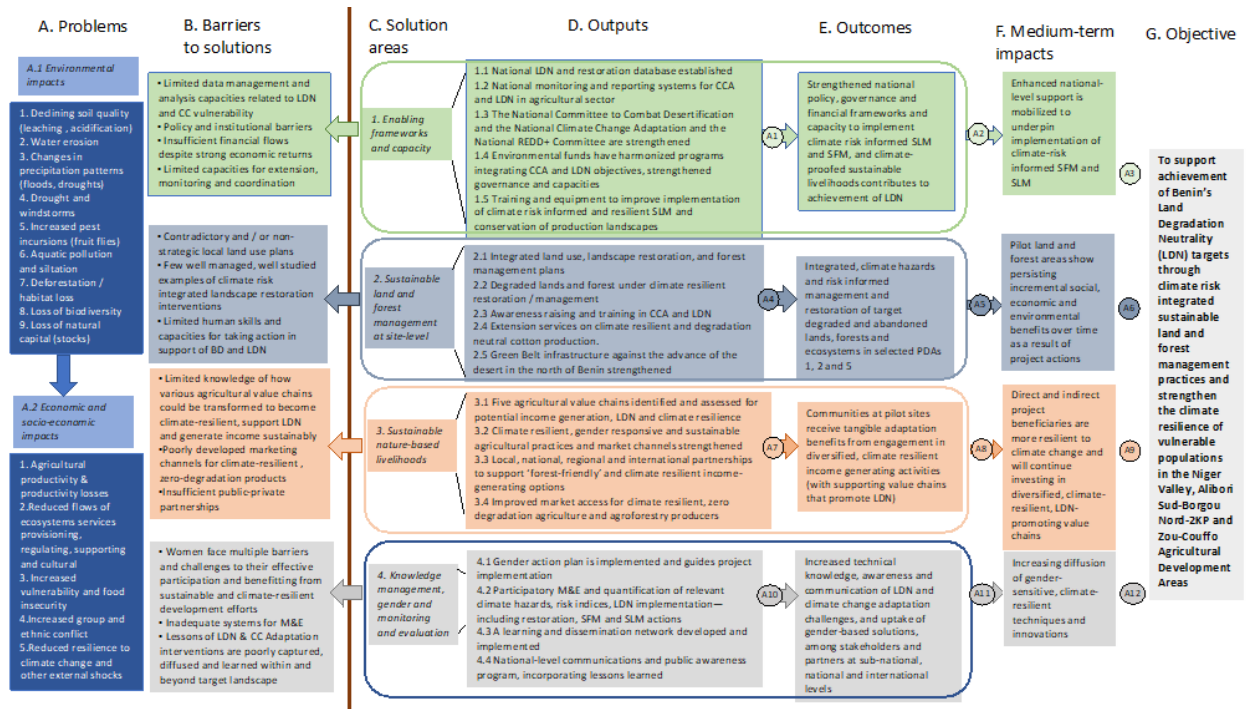 A. Problems
B. Barriers
to solutions
C. Solution
areas
D. Outputs
E. Outcomes
F. Medium-term
impacts
G. Objective
A.1 Environmental
impacts
1. Declining soil quality
(leaching , acidification)
2. Water erosion
3. Changes in
precipitation patterns
(floods, droughts)
4. Drought and
windstorms
5. Increased pest
incursions (fruit flies)
6. Aquatic pollution
and siltation
7. Deforestation /
habitat loss
8. Loss of biodiversity
9. Loss of natural
capital (stocks)
A.2 Economic and
socio-economic
impacts
1. Agricultural
productivity &
productivity losses
2.Reduced flows of
ecosystems services
provisioning,
regulating, supporting
and cultural
3. Increased
vulnerability and food
insecurity
4.Increased group and
ethnic conflict
5.Reduced resilience to
climate change and
other external shocks
• Limited data management and
analysis capacities related to LDN
and CC vulnerability
• Policy and institutional barriers
• Insufficient financial flows
despite strong economic returns
• Limited capacities for extension,
monitoring and coordination
1. Enabling
frameworks
and capacity
1.1 National LDN and restoration database established
1.2 National monitoring and reporting systems for CCA
and LDN in agricultural sector
1.3 The National Committee to Combat Desertification
and the National Climate Change Adaptation and the
National REDD+ Committee are strengthened
1.4 Environmental funds have harmonized programs
integrating CCA and LDN objectives, strengthened
governance and capacities
1.5 Training and equipment to improve implementation
of climate risk informed and resilient SLM and
conservation of production landscapes
A1
Strengthened national
policy, governance and
financial frameworks and
capacity to implement
climate risk informed SLM
and SFM, and climate-
proofed sustainable
livelihoods contributes to
achievement of LDN
A2
Enhanced national-
level support is
mobilized to
underpin
implementation of
climate-risk
informed SFM and
SLM
A3
• Contradictory and / or non-
strategic local land use plans
• Few well managed, well studied
examples of climate risk
integrated landscape restoration
interventions
• Limited human skills and
capacities for taking action in
support of BD and LDN
2. Sustainable
land and
forest
management
at site-level
2.1 Integrated land use, landscape restoration, and forest
management plans
2.2 Degraded lands and forest under climate resilient
restoration / management
2.3 Awareness raising and training in CCA and LDN
2.4 Extension services on climate resilient and degradation
neutral cotton production.
2.5 Green Belt infrastructure against the advance of the
desert in the north of Benin strengthened
A4
Integrated, climate hazards
and risk informed
management and
restoration of target
degraded and abandoned
lands, forests and
ecosystems in selected PDAs
1, 2 and 5
A5
Pilot land and
forest areas show
persisting
incremental social,
economic and
environmental
benefits over time
as a result of
project actions
A6
• Limited knowledge of how
various agricultural value chains
could be transformed to become
climate-resilient, support LDN
and generate income sustainably
•Poorly developed marketing
channels for climate-resilient ,
zero-degradation products
•Insufficient public-private
partnerships
3. Sustainable
nature-based
livelihoods
3.1 Five agricultural value chains identified and assessed for
potential income generation, LDN and climate resilience
3.2 Climate resilient, gender responsive and sustainable
agricultural practices and market channels strengthened
3.3 Local, national, regional and international partnerships
to support ‘forest-friendly’ and climate resilient income-
generating options
3.4 Improved market access for climate resilient, zero
degradation agriculture and agroforestry producers
A7
Communities at pilot sites
receive tangible adaptation
benefits from engagement in
diversified, climate resilient
income generating activities
(with supporting value chains
that promote LDN)
A8
Direct and indirect
project
beneficiaries are
more resilient to
climate change and
will continue
investing in
diversified, climate-
resilient, LDN-
promoting value
chains
A9
• Women face multiple barriers
and challenges to their effective
participation and benefitting from
sustainable and climate-resilient
development efforts
• Inadequate systems for M&E
• Lessons of LDN & CC Adaptation
interventions are poorly captured,
diffused and learned within and
beyond target landscape
4. Knowledge
management,
gender and
monitoring and
evaluation
4.1 Gender action plan is implemented and guides project
implementation
4.2 Participatory M&E and quantification of relevant
climate hazards, risk indices, LDN implementation—
including restoration, SFM and SLM actions
4.3 A learning and dissemination network developed and
implemented
4.4 National-level communications and public awareness
program, incorporating lessons learned
A10
Increased technical
knowledge, awareness and
communication of LDN and
climate change adaptation
challenges, and uptake of
gender-based solutions,
among stakeholders and
partners at sub-national,
national and international
levels
A11
Increasing diffusion
of gender-
sensitive, climate-
resilient
techniques and
innovations
A12
To support
achievement
of Benin’s
Land
Degradation
Neutrality
(LDN) targets
through
climate risk
integrated
sustainable
land and
forest
management
practices and
strengthen
the climate
resilience of
vulnerable
populations
in the Niger
Valley, Alibori
Sud-Borgou
Nord-2KP and
Zou-Couffo
Agricultural
Development
Areas